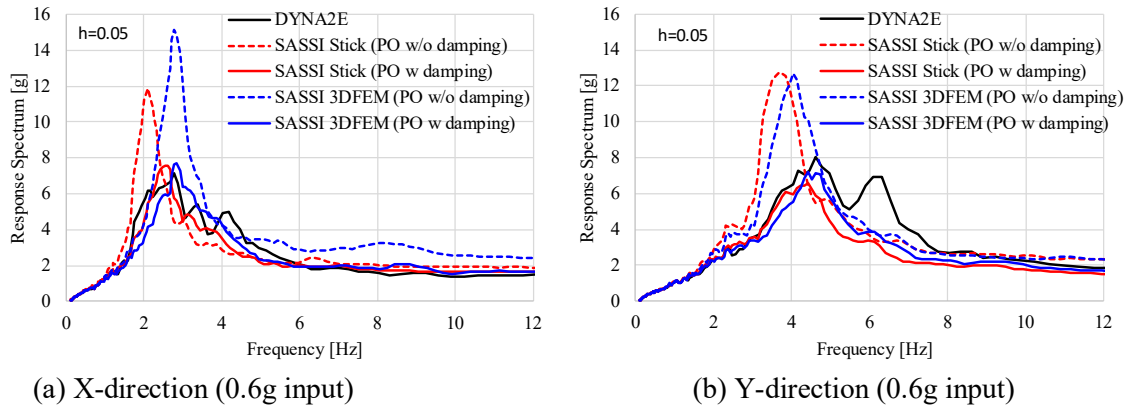 h=0.05
DYNA2E
SASSI Stick (PO w/o damping)
SASSI Stick (PO w damping)
SASSI 3DFEM (PO w/o damping)
SASSI 3DFEM (PO w damping)
Response Spectrum [g]
16
14
12
10
8
6
4
2
0
0 2 4 6 8 10 12
Frequency [Hz]
(a) X-direction (0.6g input)
h=0.05
DYNA2E
SASSI Stick (PO w/o damping)
SASSI Stick (PO w damping)
SASSI 3DFEM (PO w/o damping)
SASSI 3DFEM (PO w damping)
Response Spectrum [g]
16
14
12
10
8
6
4
2
0
0 2 4 6 8 10 12
Frequency [Hz]
(b) Y-direction (0.6g input)